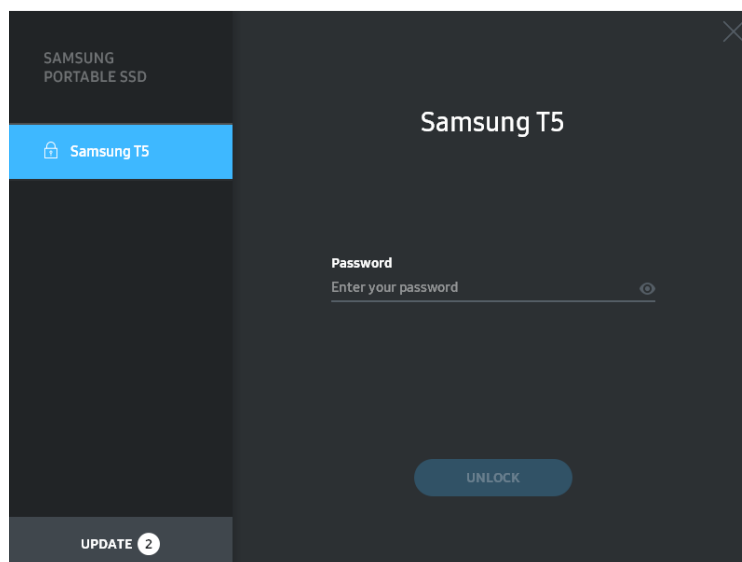 SAMSUNG
PORTABLE SSD
Samsung T5
Samsung T5
Password
Enter your password
UNLOCK
UPDATE 2